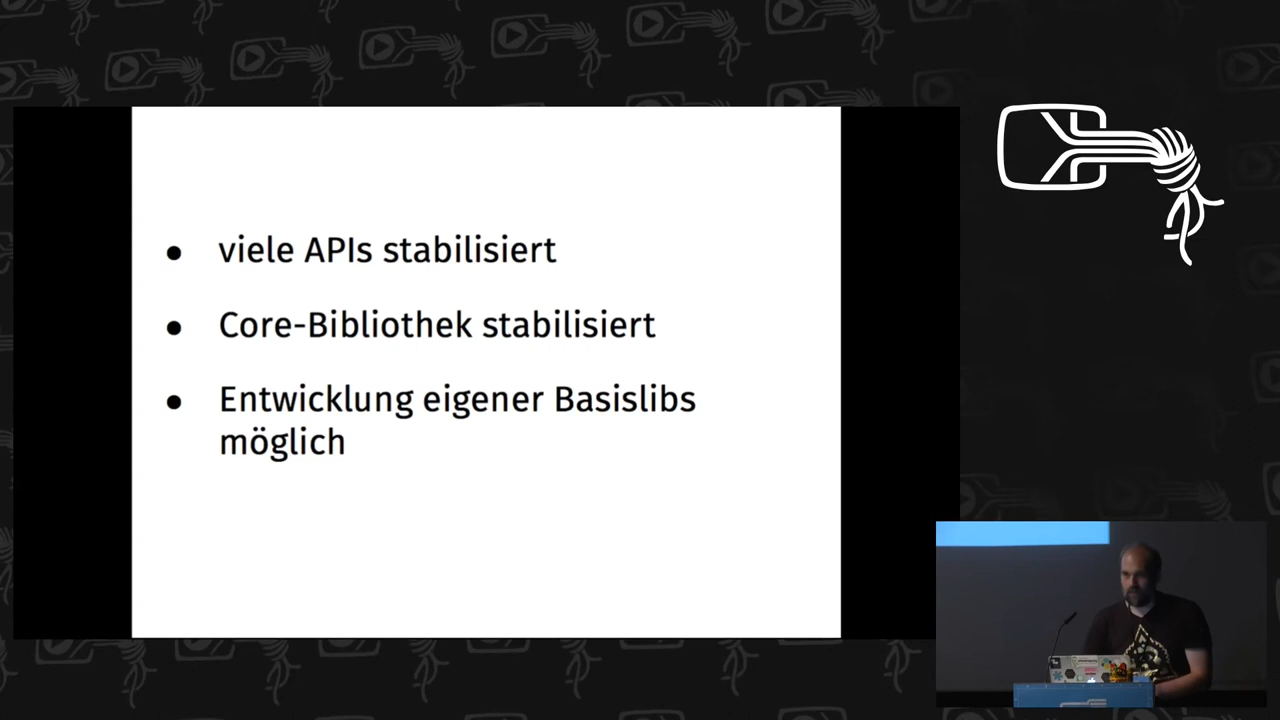 ● viele APIs stabilisiert
● Core-Bibliothek stabilisiert
● Entwicklung eigener Basislibs
möglich